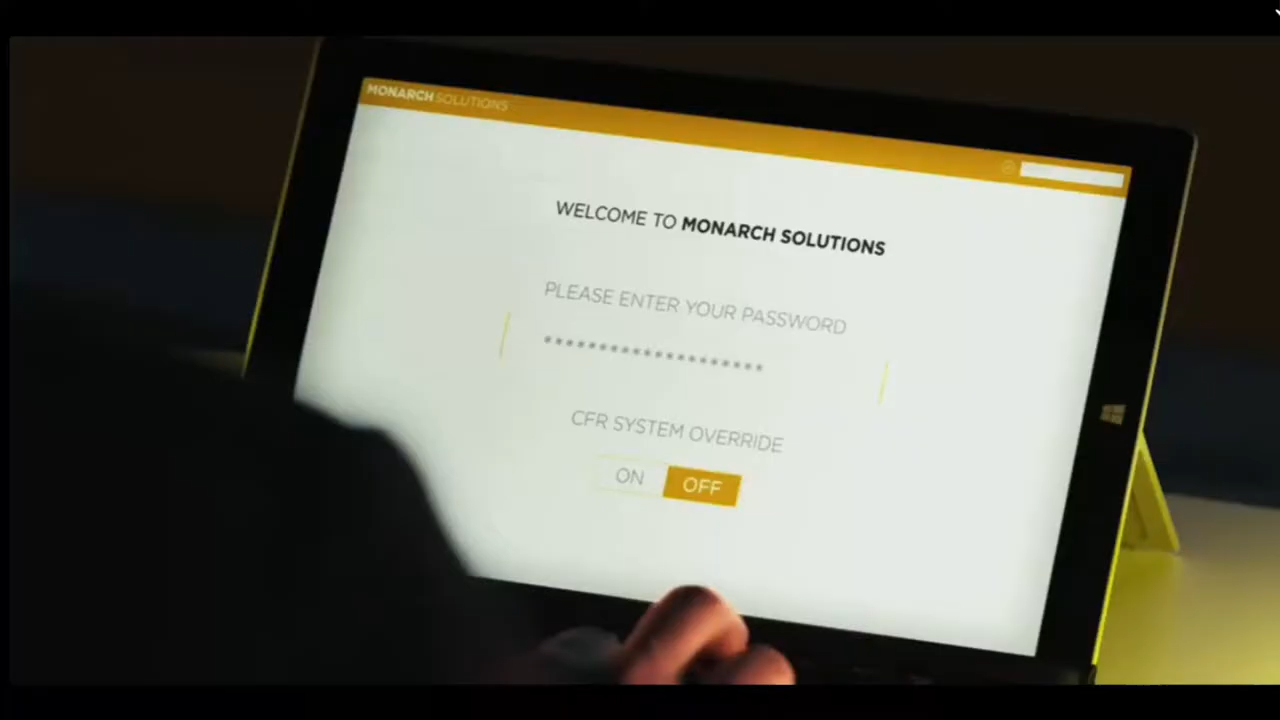 MONARCH SOLUTIONS
WELCOME TO MONARCH SOLUTIONS
PLEASE ENTER YOUR PASSWORD
********************
CFR SYSTEM OVERRIDE
ON OFF